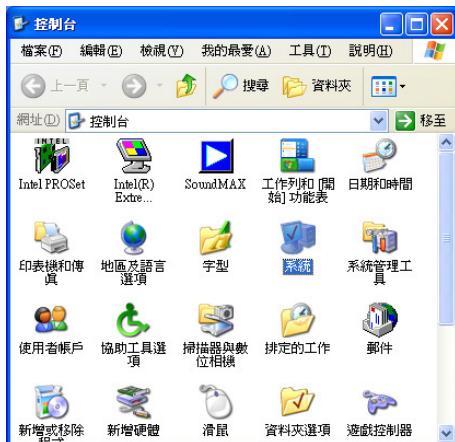 控制台
檔案(F) 編輯(E) 檢視(V) 我的最愛(A) 工具(T) 說明(H)
上一頁 搜尋 資料夾
網址(D) 控制台 移至
INTEL
Intel PROSet Intel(R) SoundMAX 工作列和 [開 日期和時間
Extre... 始] 功能表
印表機和傳 地區及語言 字型 系統 系統管理工
真 選項 具
使用者帳戶 協助工具選 掃描器與數 排定的工作 郵件
項 位相機
新增或移除 新增硬體 滑鼠 資料夾選項 遊戲控制器
程式